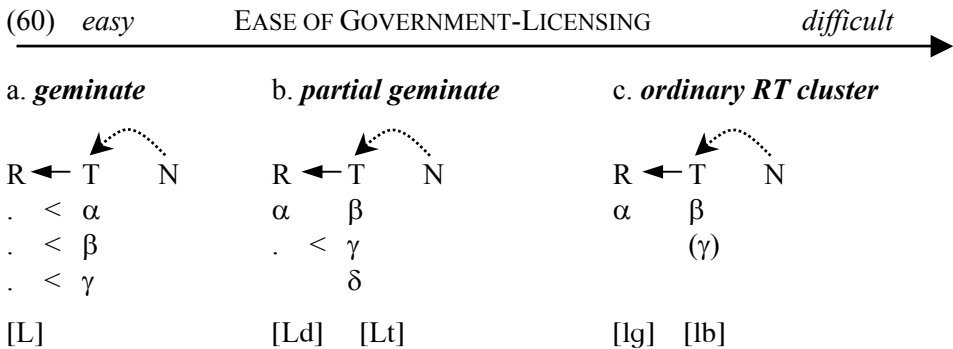 (60) easy EASE OF GOVERNMENT-LICENSING difficult
a. geminate b. partial geminate c. ordinary RT cluster
R T N R T N R T N
. < α α β α β
. < β . < γ (γ)
. < γ δ
[L] [Ld] [Lt] [lg] [lb]